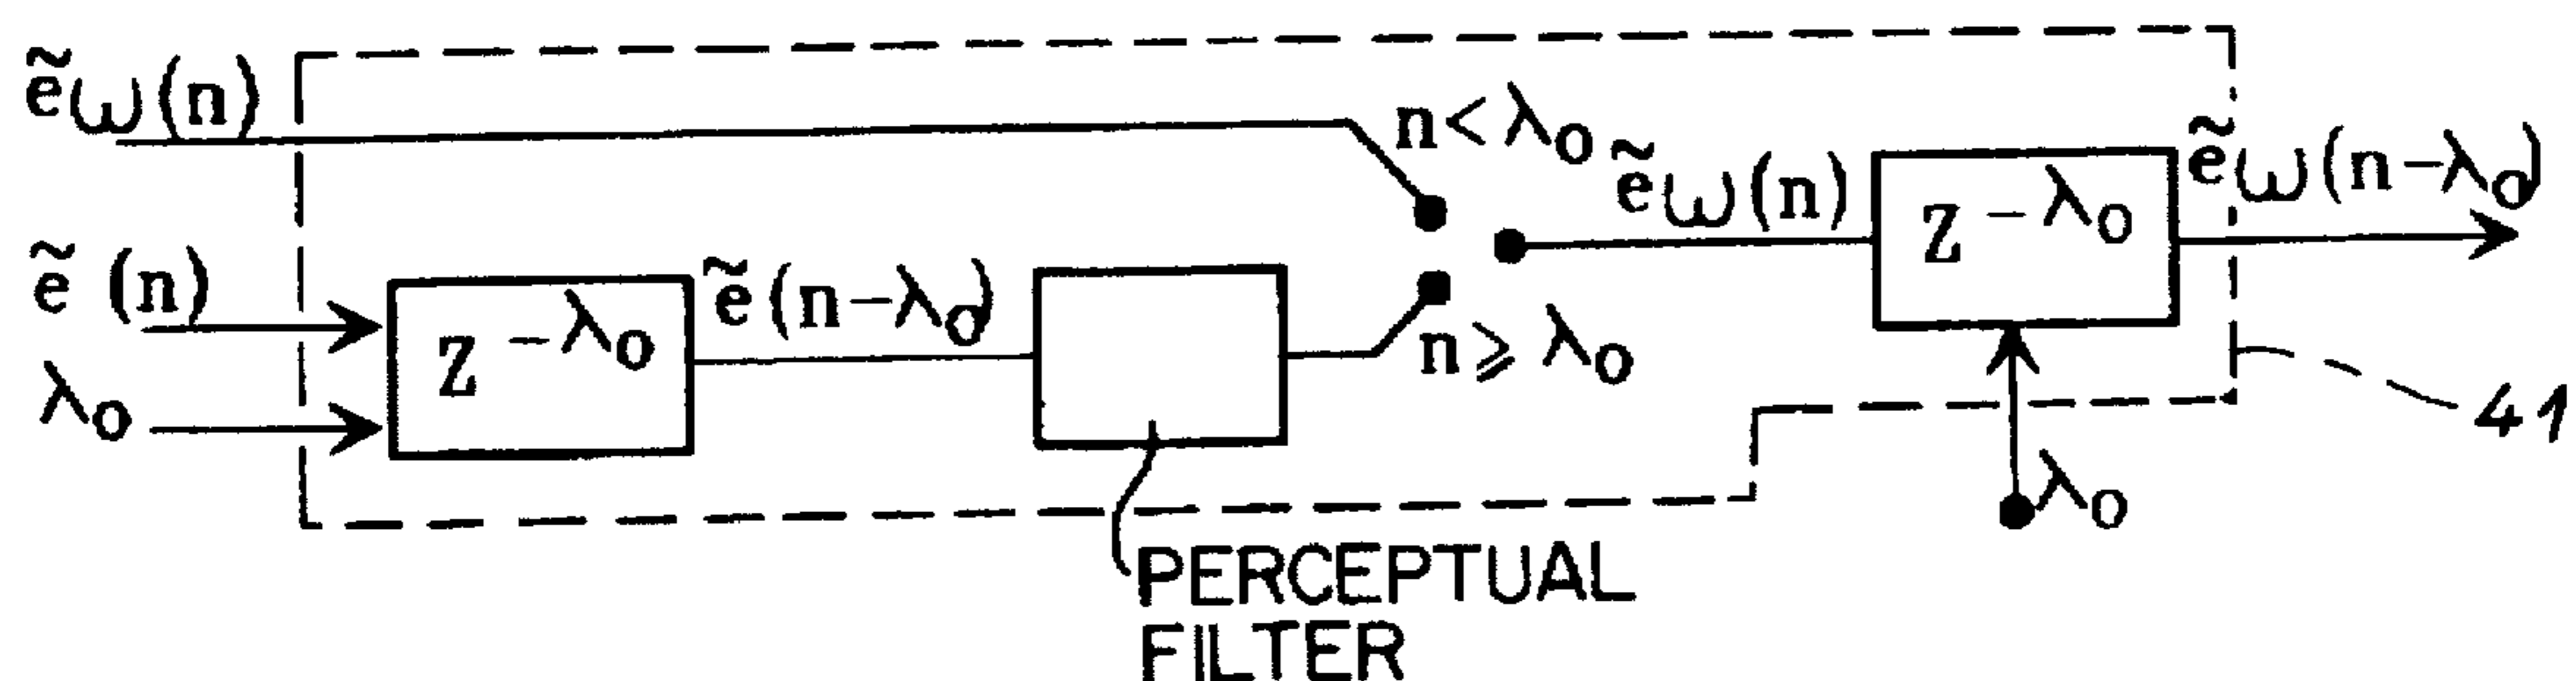 ẽω(n)
n<λ₀
ẽω(n)
Z⁻λ₀
ẽω(n−λ₀)
ẽ(n)
λ₀
Z⁻λ₀
ẽ(n−λ₀)
n⩾λ₀
λ₀
41
PERCEPTUAL
FILTER